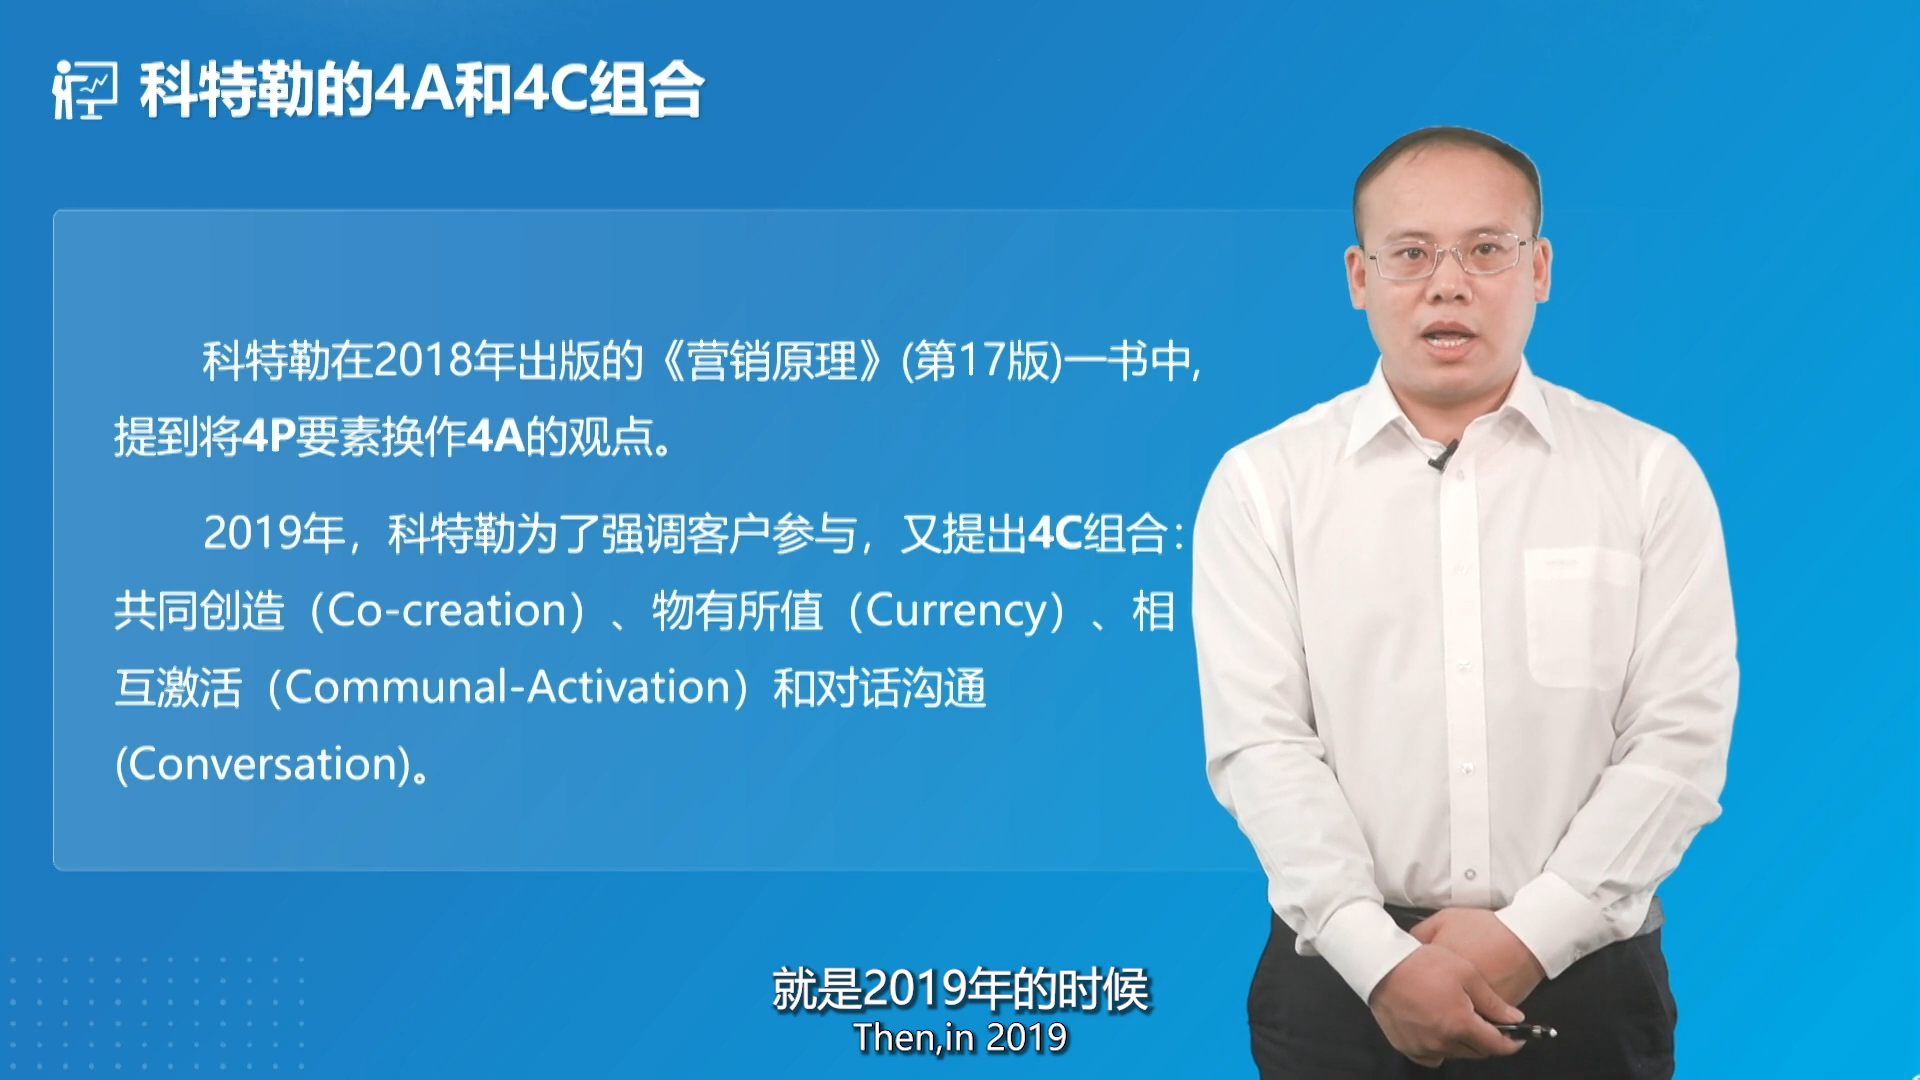 科特勒的4A和4C组合
科特勒在2018年出版的《营销原理》(第17版)一书中,
提到将4P要素换作4A的观点。
2019年，科特勒为了强调客户参与，又提出4C组合：
共同创造（Co-creation）、物有所值（Currency）、相
互激活（Communal-Activation）和对话沟通
(Conversation)。
就是2019年的时候
Then,in 2019